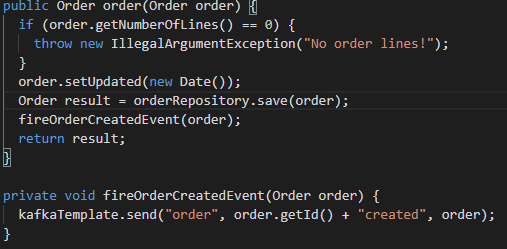 public Order order(Order order) {
  if (order.getNumberOfLines() == 0) {
    throw new IllegalArgumentException("No order lines!");
  }
  order.setUpdated(new Date());
  Order result = orderRepository.save(order);
  fireOrderCreatedEvent(order);
  return result;
}

private void fireOrderCreatedEvent(Order order) {
  kafkaTemplate.send("order", order.getId() + "created", order);
}